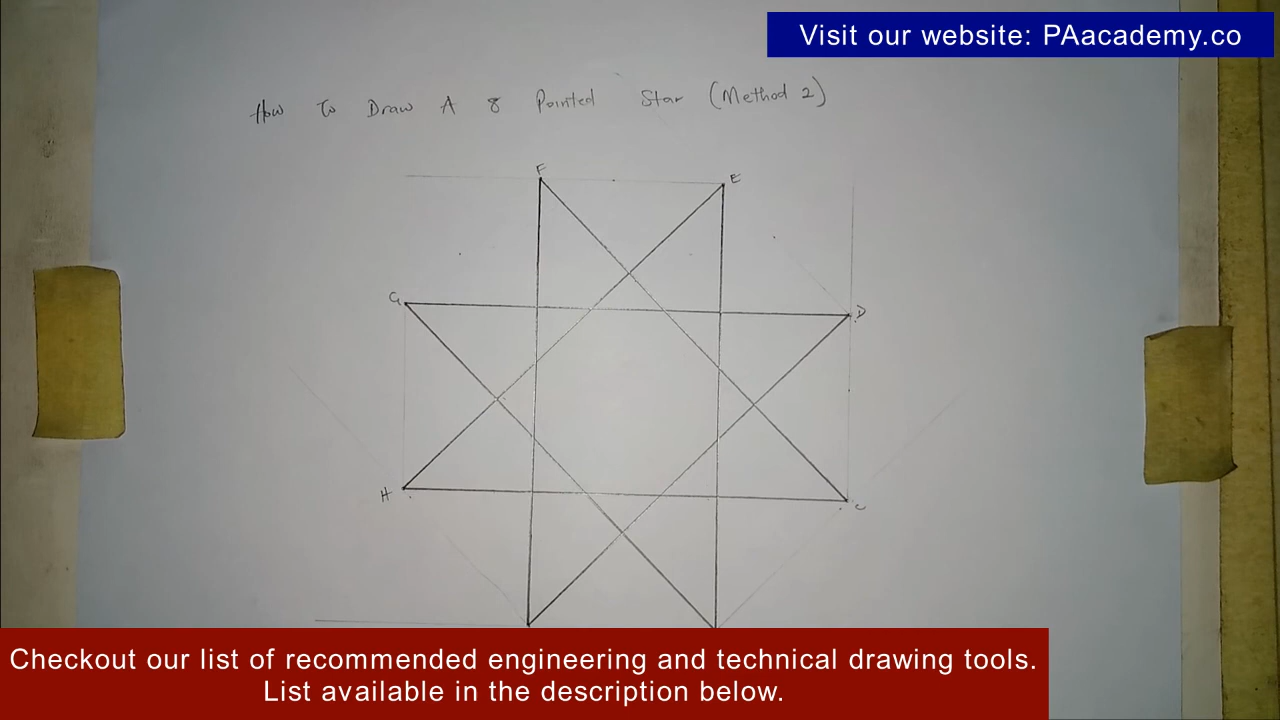 Visit our website: PAacademy.co
How To Draw A 8 Pointed Star (Method 2)
F
E
G
D
H
C
Checkout our list of recommended engineering and technical drawing tools.
List available in the description below.